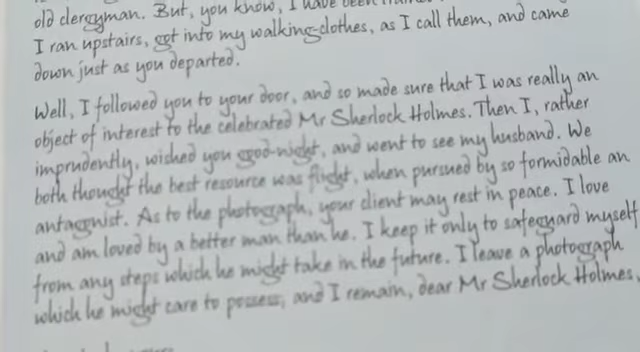 old clergyman. But, you know, I have been
I ran upstairs, got into my walking-clothes, as I call them, and came
down just as you departed.
Well, I followed you to your door, and so made sure that I was really an
object of interest to the celebrated Mr Sherlock Holmes. Then I, rather
imprudently, wished you good-night, and went to see my husband. We
both thought the best resource was flight, when pursued by so formidable an
antagonist. As to the photograph, your client may rest in peace. I love
and am loved by a better man than he. I keep it only to safeguard myself
from any steps which he might take in the future. I leave a photograph
which he might care to possess; and I remain, dear Mr Sherlock Holmes,